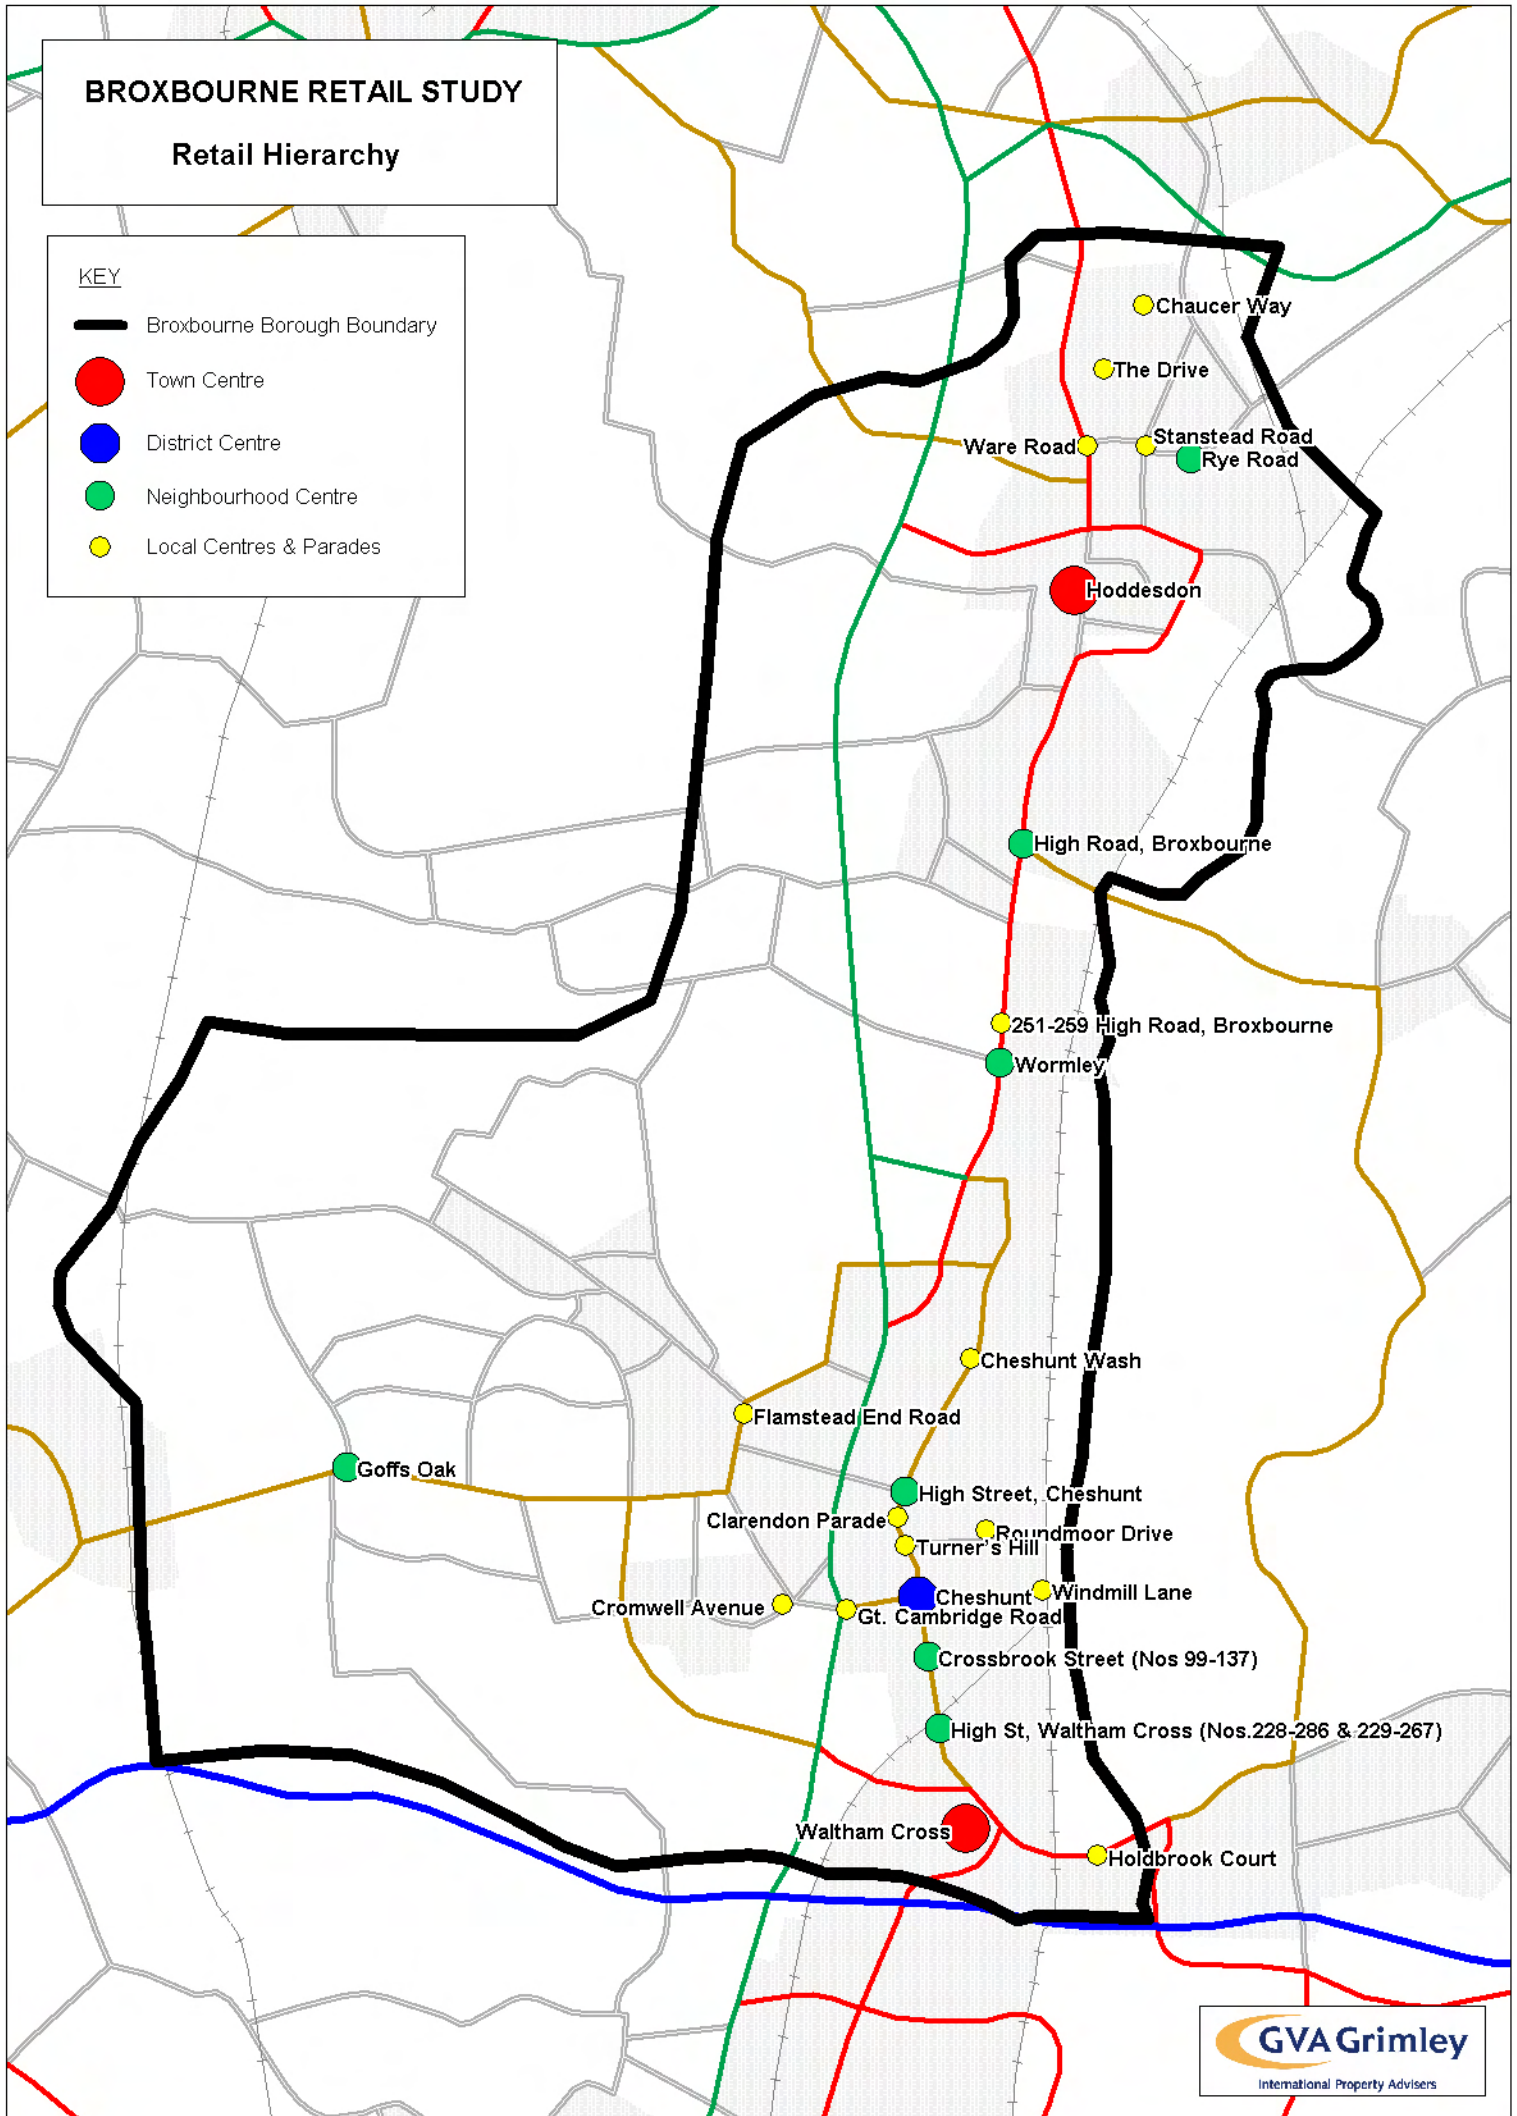 BROXBOURNE RETAIL STUDY
Retail Hierarchy
KEY
Broxbourne Borough Boundary
Town Centre
District Centre
Neighbourhood Centre
Local Centres & Parades
Chaucer Way
The Drive
Ware Road
Stanstead Road
Rye Road
Hoddesdon
High Road, Broxbourne
251-259 High Road, Broxbourne
Wormley
Cheshunt Wash
Flamstead End Road
Goffs Oak
High Street, Cheshunt
Clarendon Parade
Roundmoor Drive
Turner's Hill
Windmill Lane
Cheshunt
Cromwell Avenue
Gt. Cambridge Road
Crossbrook Street (Nos 99-137)
High St, Waltham Cross (Nos.228-286 & 229-267)
Waltham Cross
Holdbrook Court
GVA Grimley
International Property Advisers